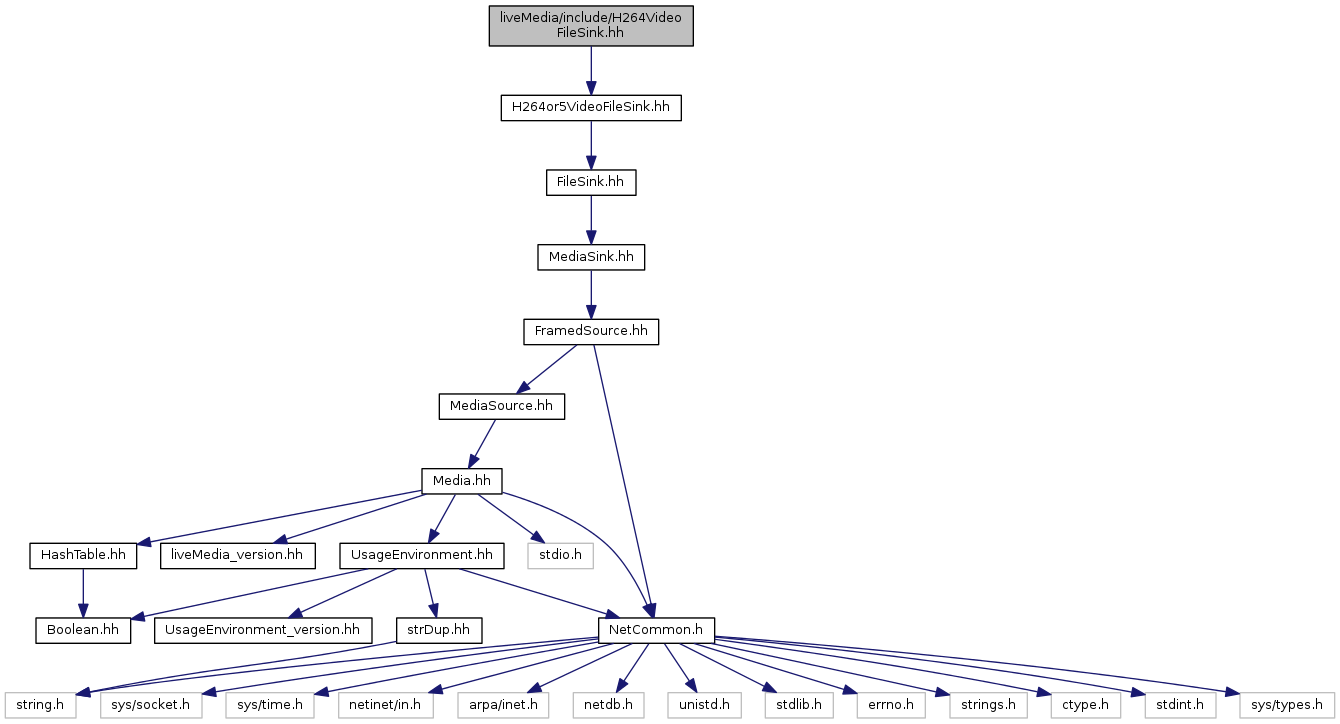 liveMedia/include/H264Video
FileSink.hh
H264or5VideoFileSink.hh
FileSink.hh
MediaSink.hh
FramedSource.hh
MediaSource.hh
Media.hh
HashTable.hh
liveMedia_version.hh
UsageEnvironment.hh
stdio.h
Boolean.hh
UsageEnvironment_version.hh
strDup.hh
NetCommon.h
string.h
sys/socket.h
sys/time.h
netinet/in.h
arpa/inet.h
netdb.h
unistd.h
stdlib.h
errno.h
strings.h
ctype.h
stdint.h
sys/types.h